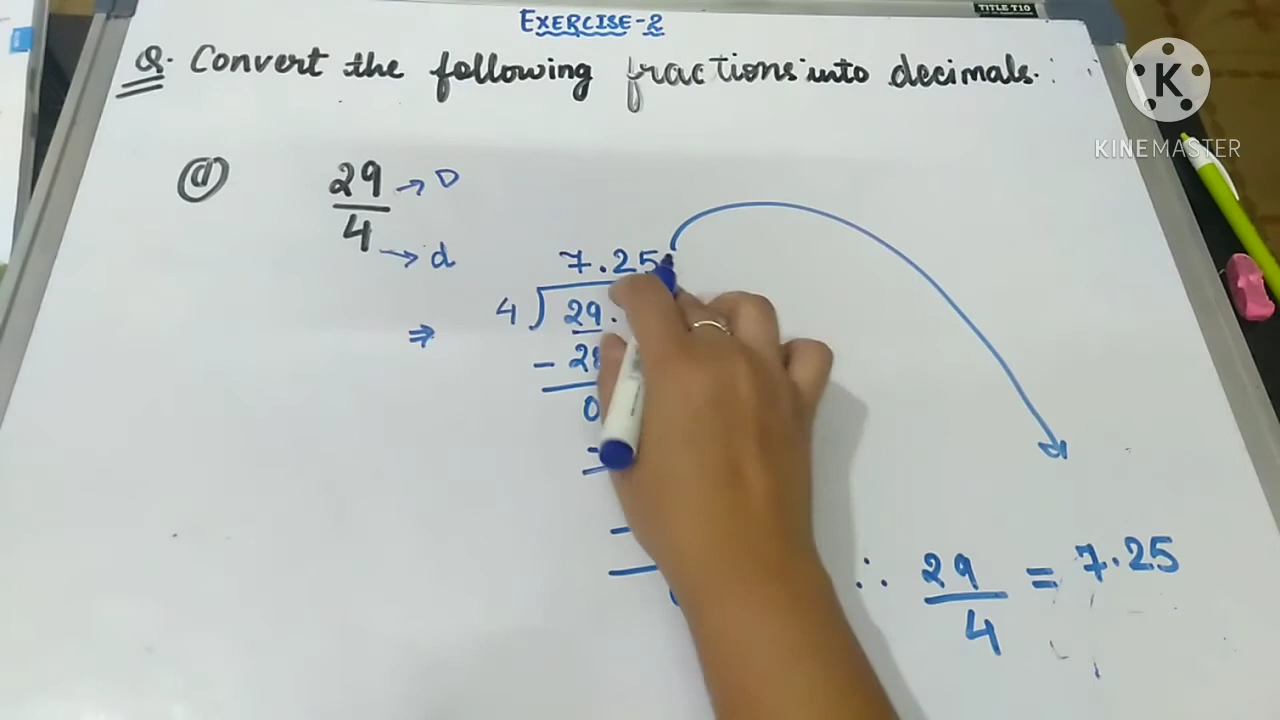 TITLE T10
EXERCISE-2
Q. Convert the following fractions into decimals.
K
KINEMASTER
(a) 29 → D
4 → d
7.25
⇒ 4 29.
- 28
0
-
-
∴ 29/4 = 7.25